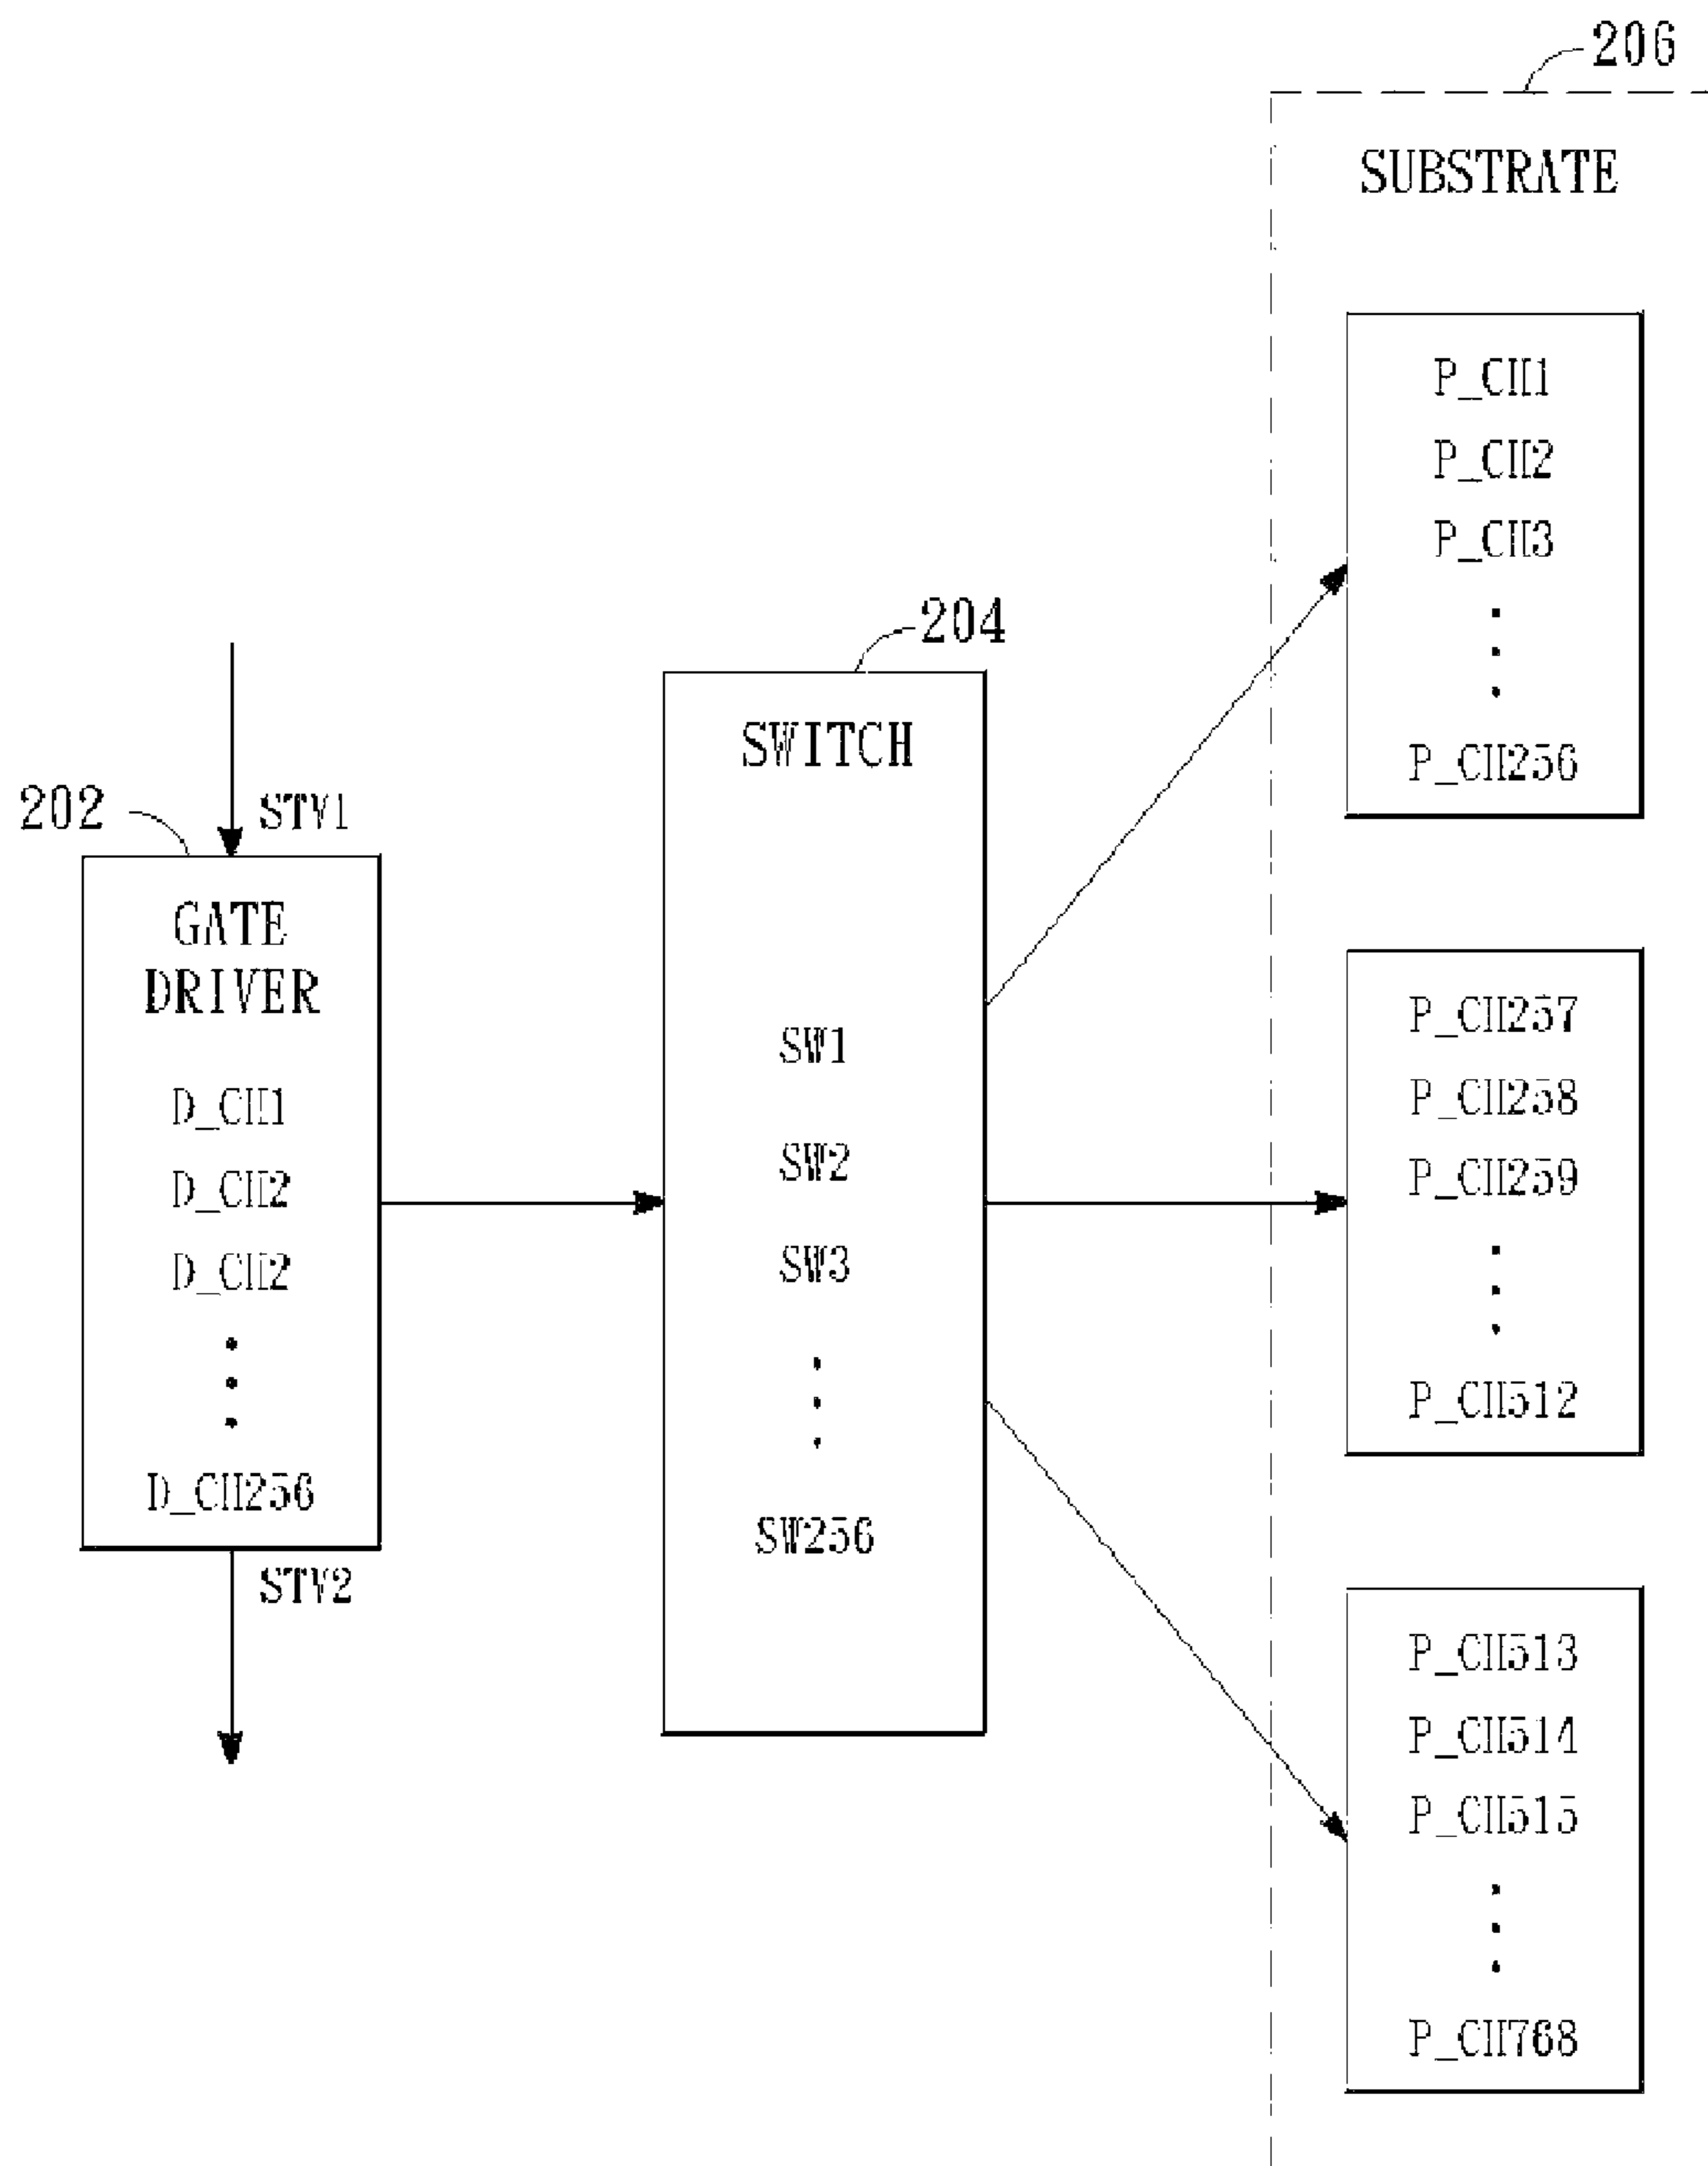 206
SUBSTRATE
P_CH1
P_CH2
P_CH3
P_CH256
204
SWITCH
SW1
SW2
SW3
SW256
202
STV1
GATE
DRIVER
D_CH1
D_CH2
D_CH2
D_CH256
STV2
P_CH257
P_CH258
P_CH259
P_CH512
P_CH513
P_CH514
P_CH515
P_CH768